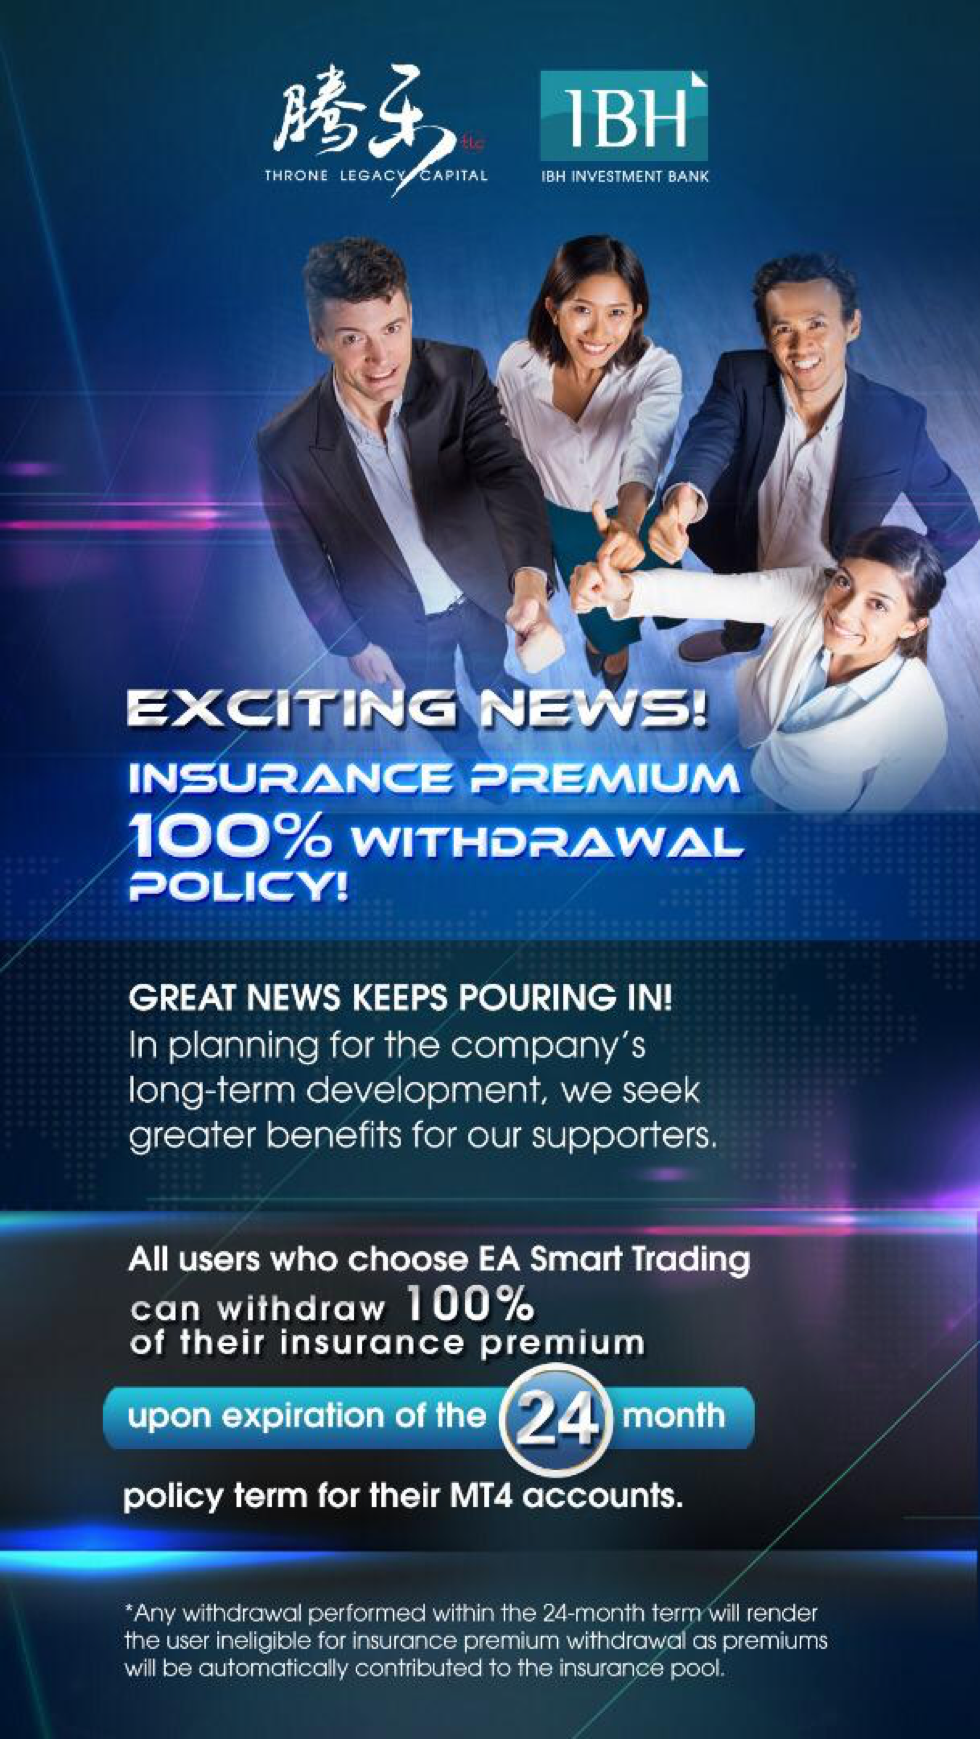 腾乐
tlc
THRONE LEGACY CAPITAL
IBH
IBH INVESTMENT BANK
EXCITING NEWS!
INSURANCE PREMIUM
100% WITHDRAWAL
POLICY!
GREAT NEWS KEEPS POURING IN!
In planning for the company's
long-term development, we seek
greater benefits for our supporters.
All users who choose EA Smart Trading
can withdraw 100%
of their insurance premium
upon expiration of the 24 month
policy term for their MT4 accounts.
*Any withdrawal performed within the 24-month term will render
the user ineligible for insurance premium withdrawal as premiums
will be automatically contributed to the insurance pool.